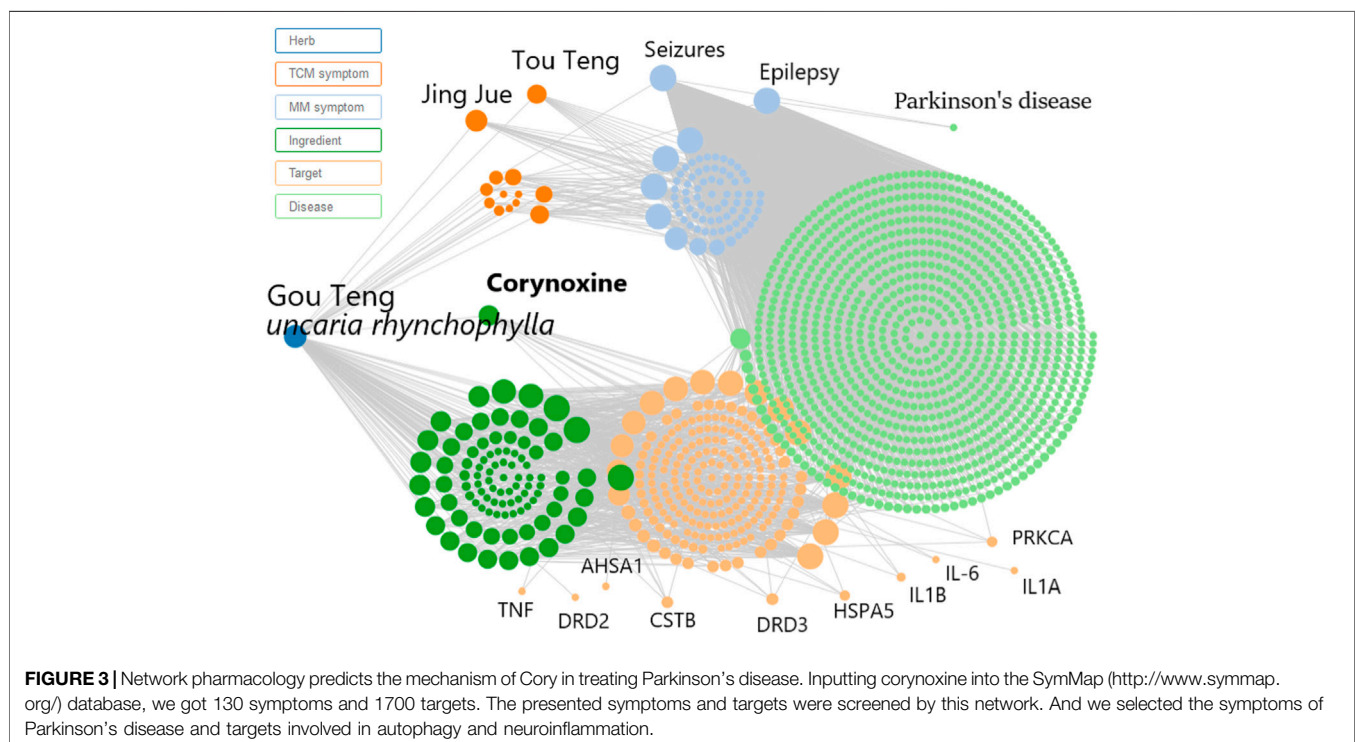 Herb
TCM symptom
MM symptom
Ingredient
Target
Disease
Tou Teng
Jing Jue
Seizures
Epilepsy
Parkinson's disease
Corynoxine
Gou Teng
uncaria rhynchophylla
PRKCA
IL-6
IL1A
IL1B
HSPA5
AHSA1
TNF
DRD2
CSTB
DRD3
FIGURE 3 | Network pharmacology predicts the mechanism of Cory in treating Parkinson’s disease. Inputting corynoxine into the SymMap (http://www.symmap.
org/) database, we got 130 symptoms and 1700 targets. The presented symptoms and targets were screened by this network. And we selected the symptoms of
Parkinson’s disease and targets involved in autophagy and neuroinflammation.